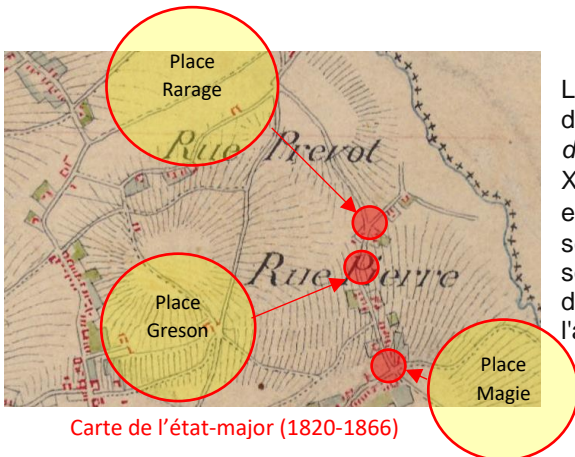 Place
Rarage
Rue Prevot
Place
Greson
Rue Pierre
Place
Magie
Carte de l’état-major (1820-1866)
L
d
d
X
e
s
s
d
l'a